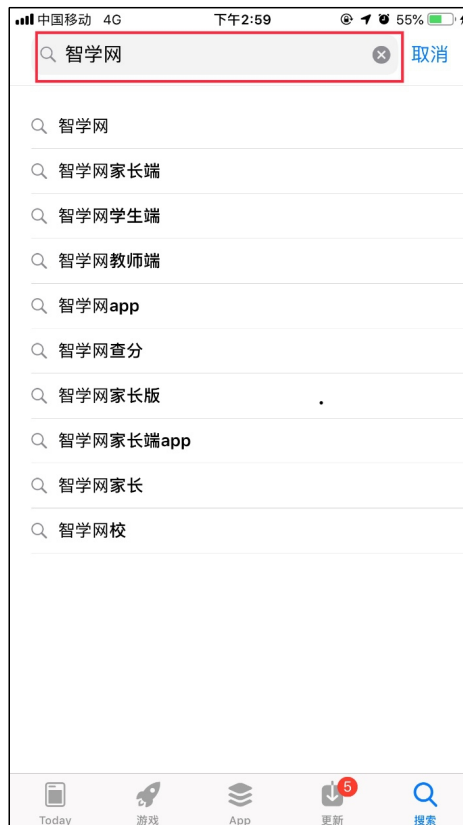 中国移动 4G 下午2:59 55%
智学网 取消
智学网
智学网家长端
智学网学生端
智学网教师端
智学网app
智学网查分
智学网家长版
智学网家长端app
智学网家长
智学网校
5
Today 游戏 App 更新 搜索